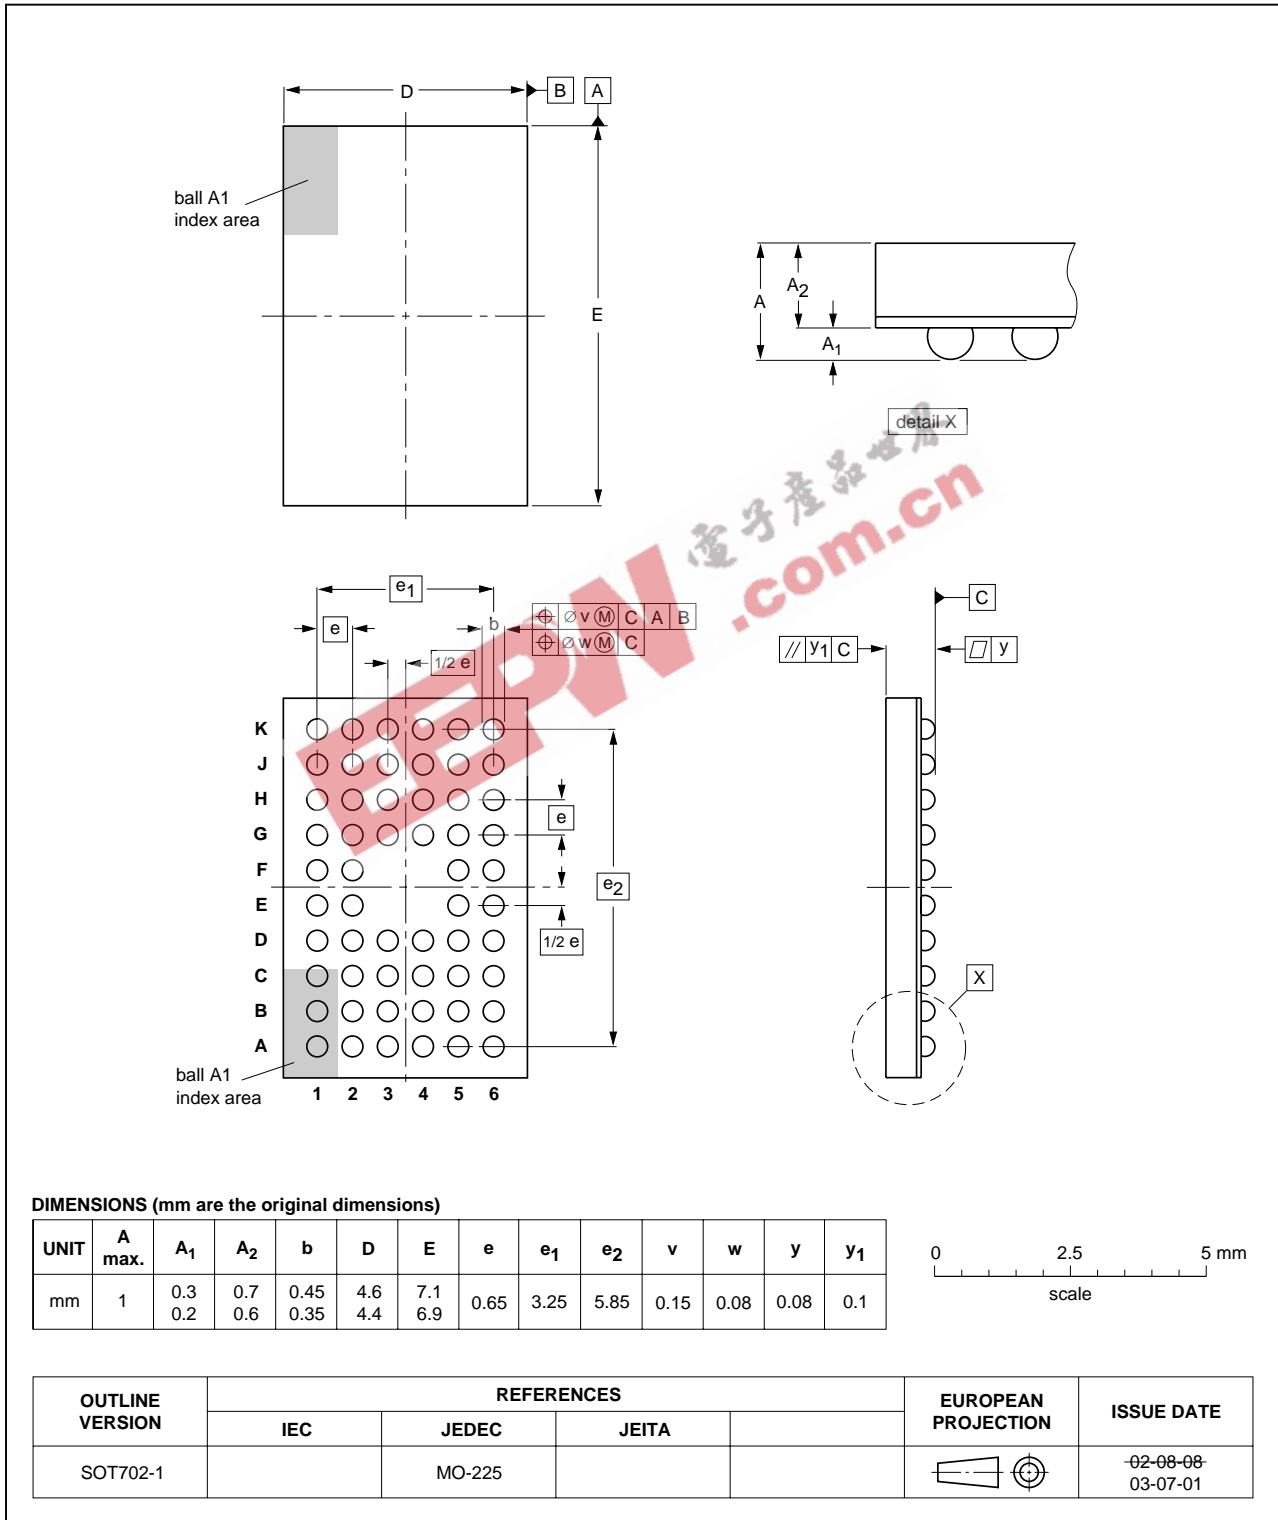 D
B
A
ball A1
index area
E
A
A2
A1
detail X
電子產品世界
.com.cn
EEPW
e1
e
b
1/2 e
⌖ ∅ v Ⓜ C A B
⌖ ∅ w Ⓜ C
// y1 C
▱ y
C
K
J
H
G
F
E
D
C
B
A
e
e2
1/2 e
X
ball A1
index area
1 2 3 4 5 6
DIMENSIONS (mm are the original dimensions)
UNIT A max. A1 A2 b D E e e1 e2 v w y y1
mm 1 0.3 0.7 0.45 4.6 7.1 0.65 3.25 5.85 0.15 0.08 0.08 0.1
0.2 0.6 0.35 4.4 6.9
0 2.5 5 mm
scale
OUTLINE VERSION REFERENCES EUROPEAN PROJECTION ISSUE DATE
IEC JEDEC JEITA
SOT702-1 MO-225 02-08-08
03-07-01